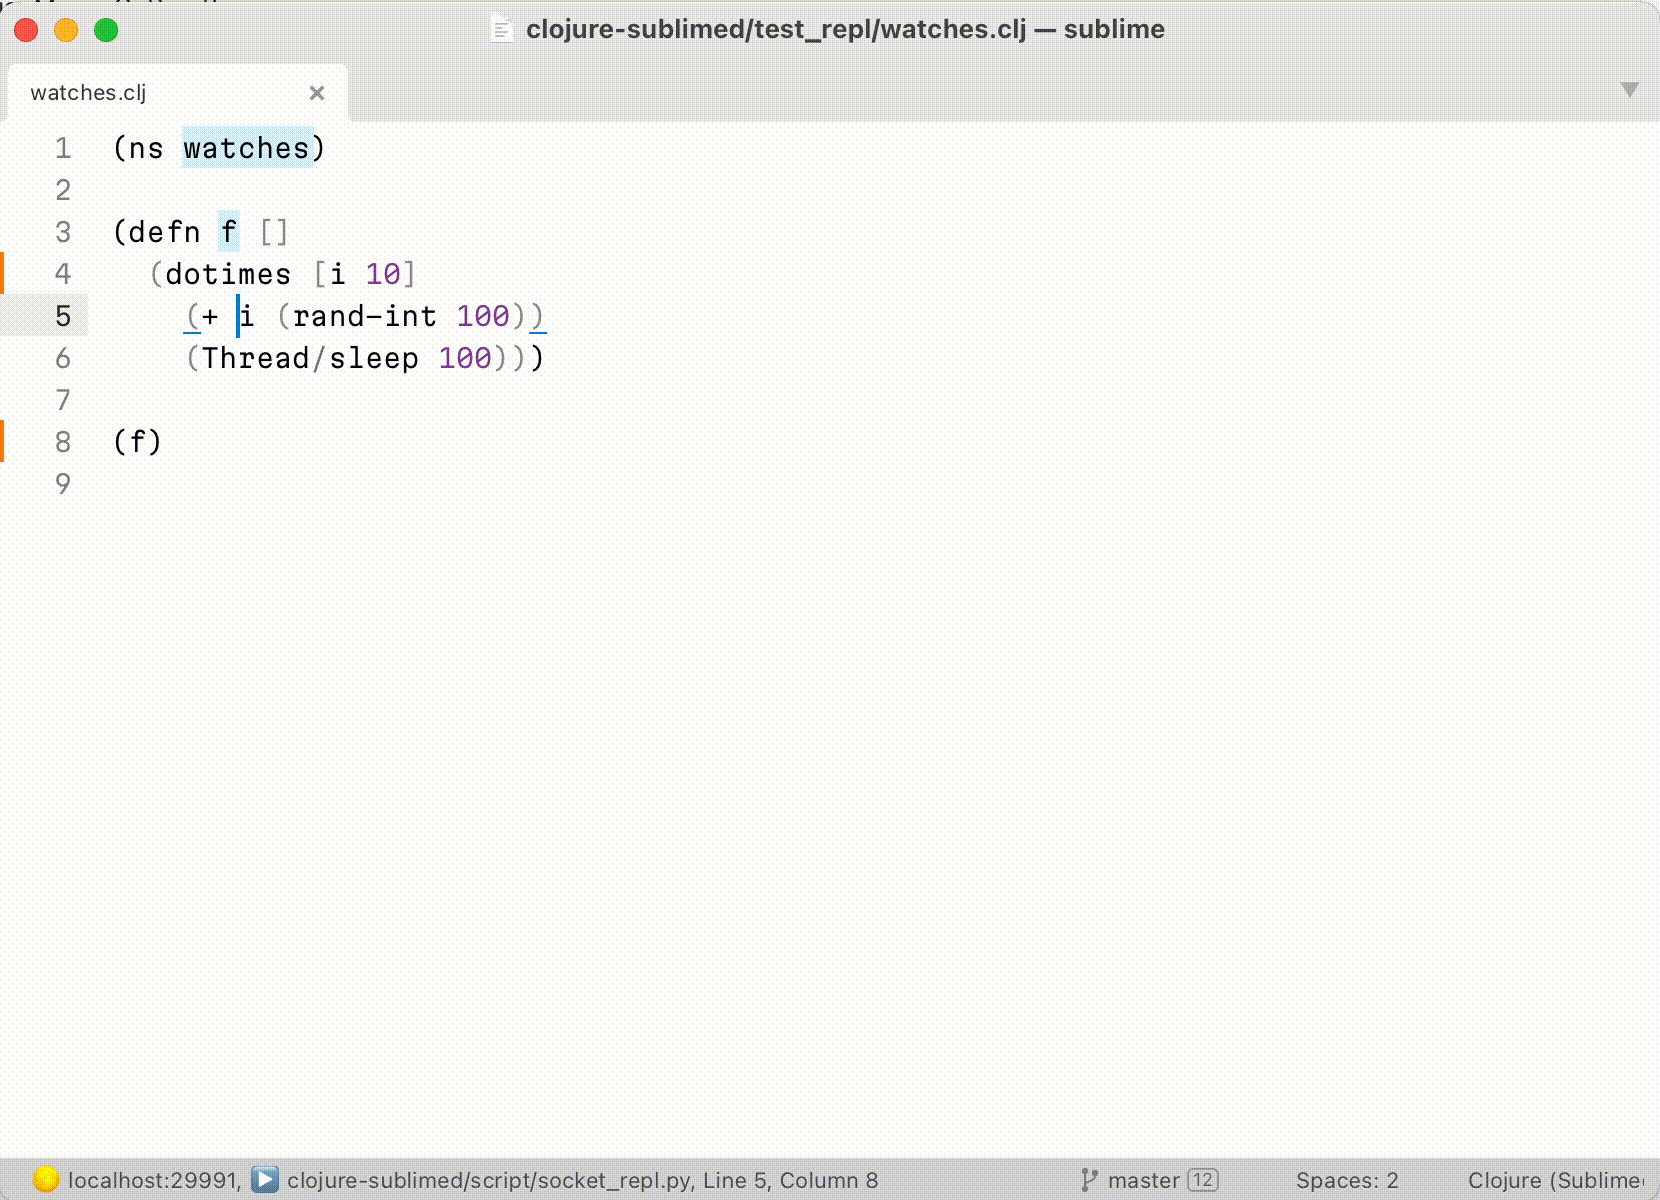 clojure-sublimed/test_repl/watches.clj — sublime
watches.clj ×
1 (ns watches)
2
3 (defn f []
4   (dotimes [i 10]
5     (+ i (rand-int 100))
6     (Thread/sleep 100)))
7
8 (f)
9
localhost:29991, clojure-sublimed/script/socket_repl.py, Line 5, Column 8 master 12 Spaces: 2 Clojure (Sublime